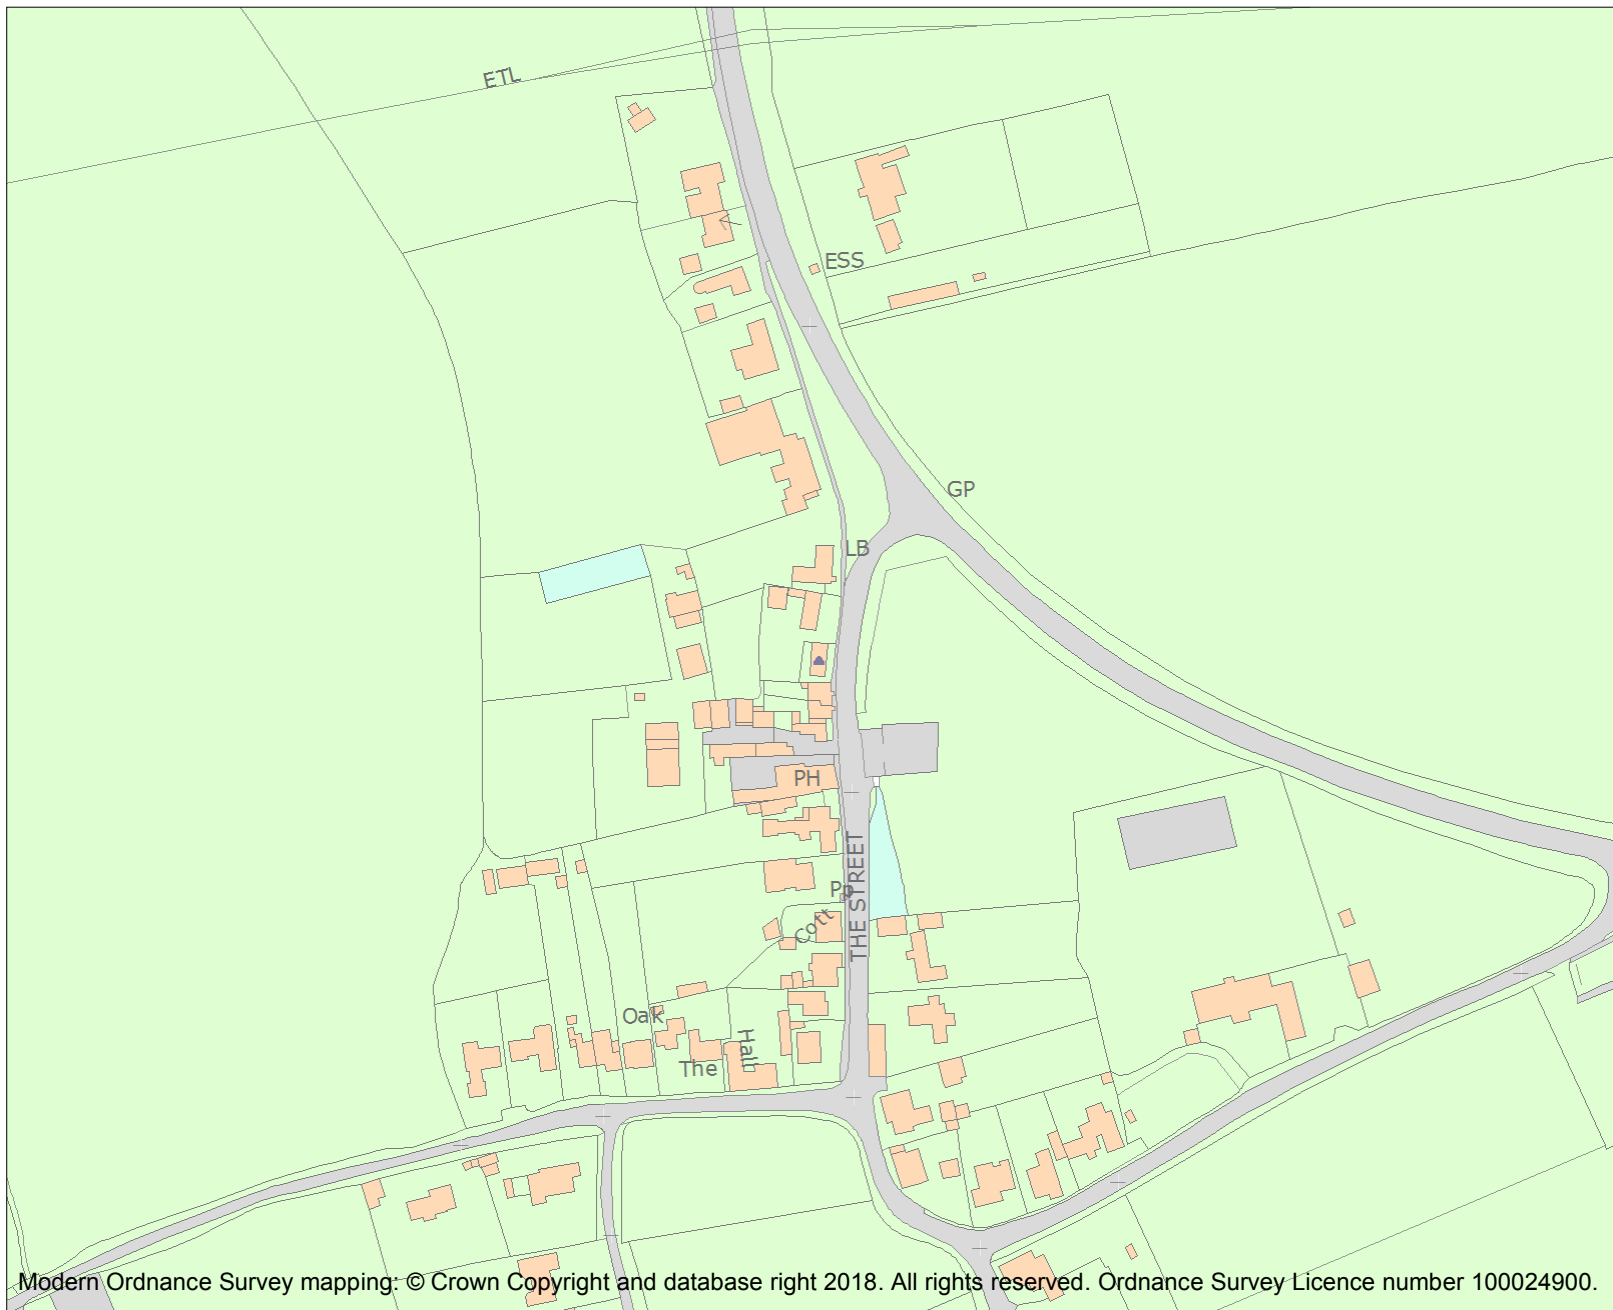 ETL
ESS
GP
LB
PH
THE STREET
Pp
Cott
Oak
Hall
The
Modern Ordnance Survey mapping: © Crown Copyright and database right 2018. All rights reserved. Ordnance Survey Licence number 100024900.